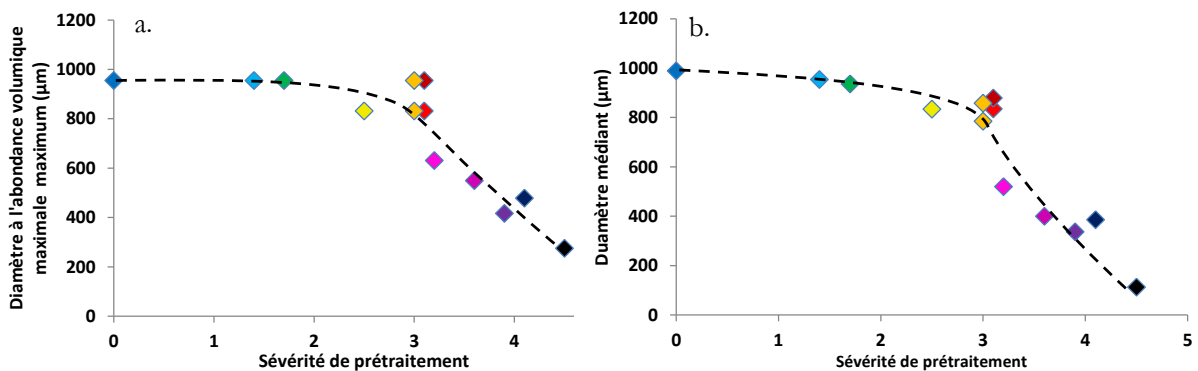 a.
1200
1000
800
600
400
200
0
0 1 2 3 4
Diamètre à l'abondance volumique
maximale maximum (µm)
Sévérité de prétraitement
b.
1200
1000
800
600
400
200
0
0 1 2 3 4 5
Duamètre médiant (µm)
Sévérité de prétraitement